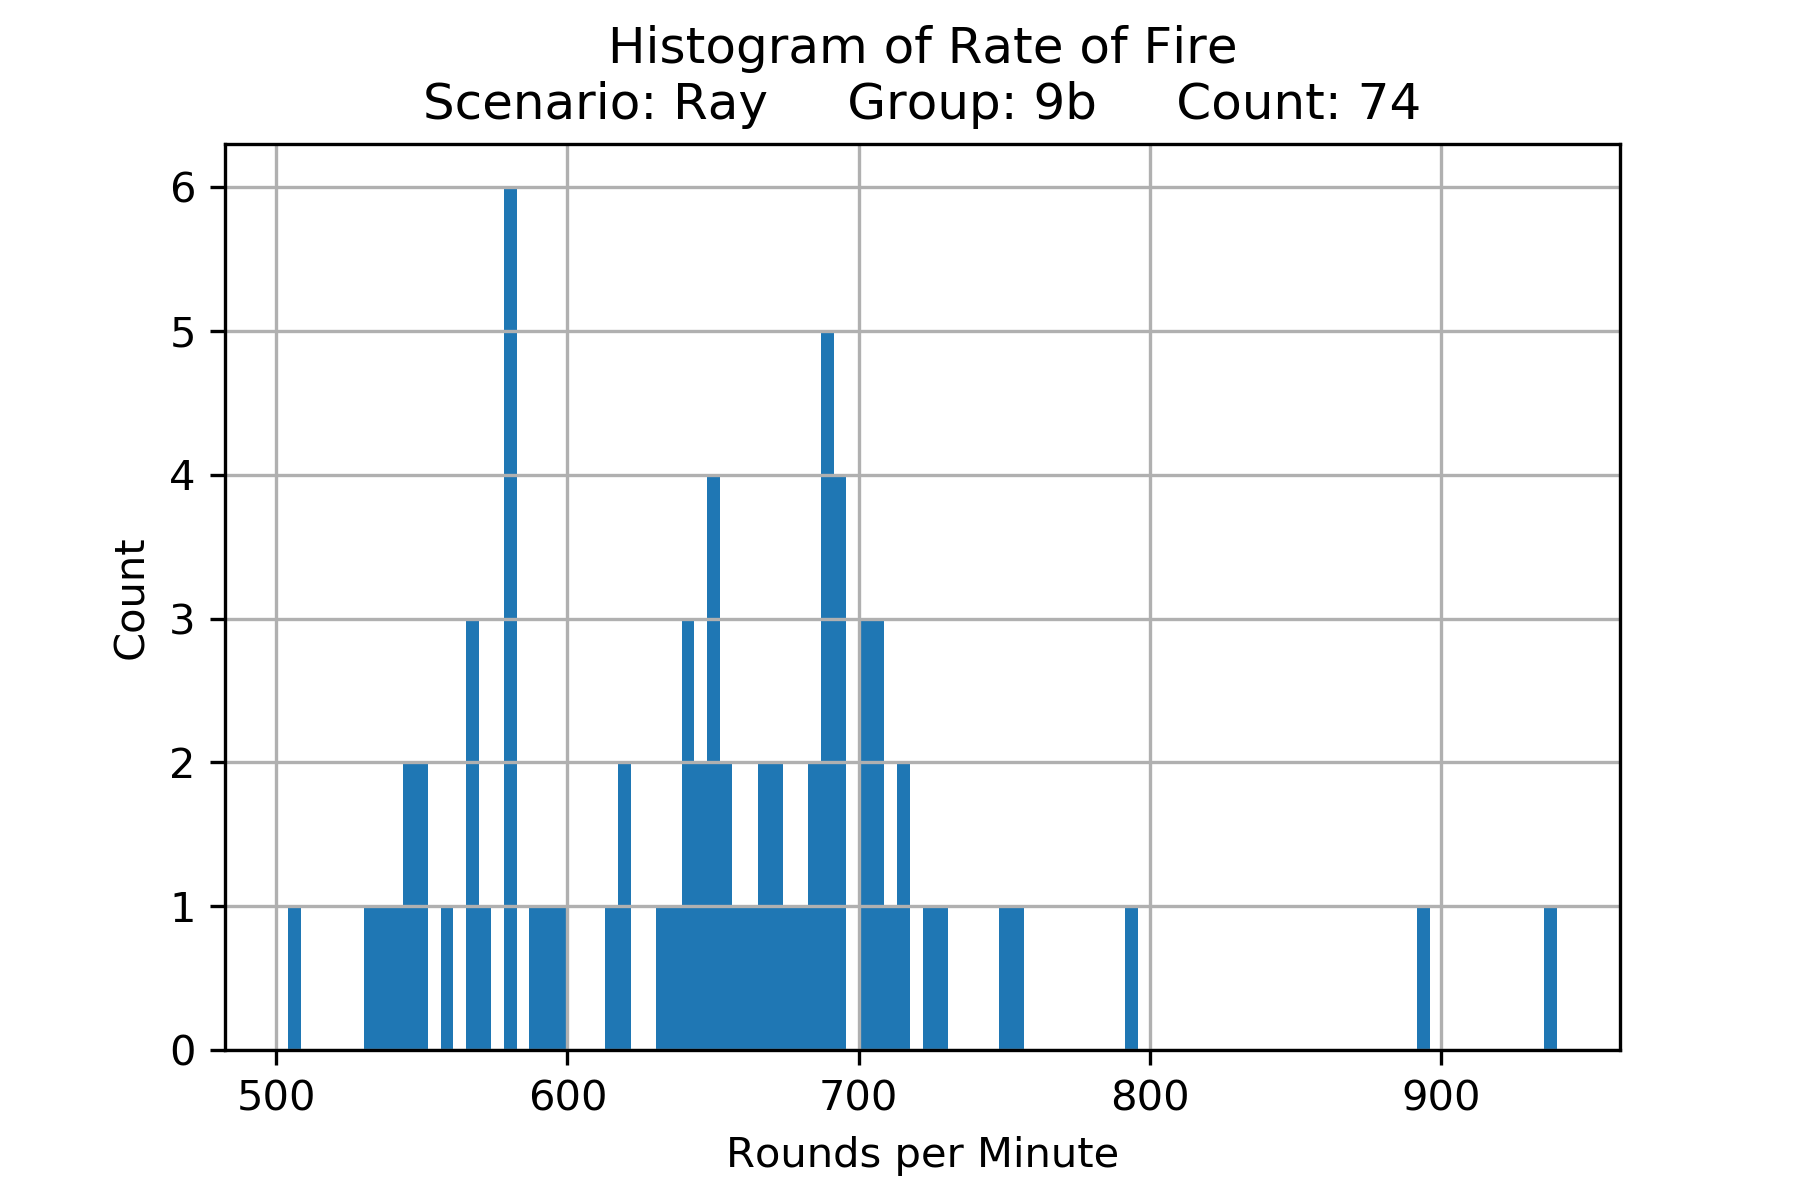 Histogram of Rate of Fire
Scenario: Ray     Group: 9b     Count: 74
6
5
4
3
2
1
0
Count
500 600 700 800 900
Rounds per Minute